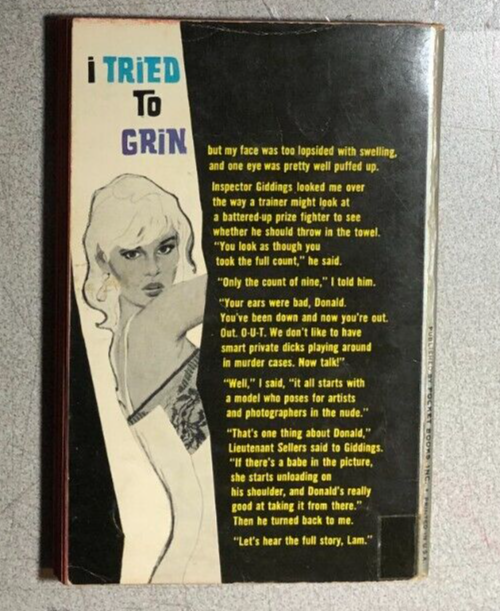 i TRiED
To
GRiN
but my face was too lopsided with swelling,
and one eye was pretty well puffed up.
Inspector Giddings looked me over
the way a trainer might look at
a battered-up prize fighter to see
whether he should throw in the towel.
"You look as though you
took the full count," he said.
"Only the count of nine," I told him.
"Your ears were bad, Donald.
You've been down and now you're out.
Out. O-U-T. We don't like to have
smart private dicks playing around
in murder cases. Now talk!"
"Well," I said, "it all starts with
a model who poses for artists
and photographers in the nude."
"That's one thing about Donald,"
Lieutenant Sellers said to Giddings.
"If there's a babe in the picture,
she starts unloading on
his shoulder, and Donald's really
good at taking it from there."
Then he turned back to me.
"Let's hear the full story, Lam."
BY POCKET BOOKS, INC.